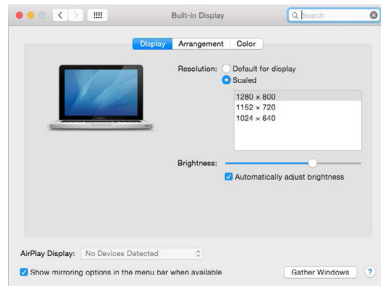 Built-in Display
Search
Display Arrangement Color
Resolution: Default for display
Scaled
1280 × 800
1152 × 720
1024 × 640
Brightness:
Automatically adjust brightness
AirPlay Display: No Devices Detected
Show mirroring options in the menu bar when available
Gather Windows ?